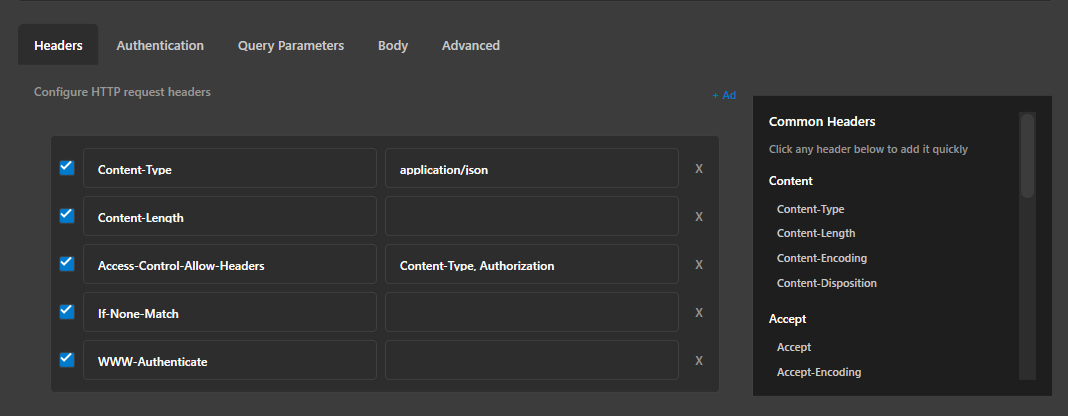 Headers Authentication Query Parameters Body Advanced
Configure HTTP request headers
+ Ad
Content-Type application/json X
Content-Length X
Access-Control-Allow-Headers Content-Type, Authorization X
If-None-Match X
WWW-Authenticate X
Common Headers
Click any header below to add it quickly
Content
Content-Type
Content-Length
Content-Encoding
Content-Disposition
Accept
Accept
Accept-Encoding